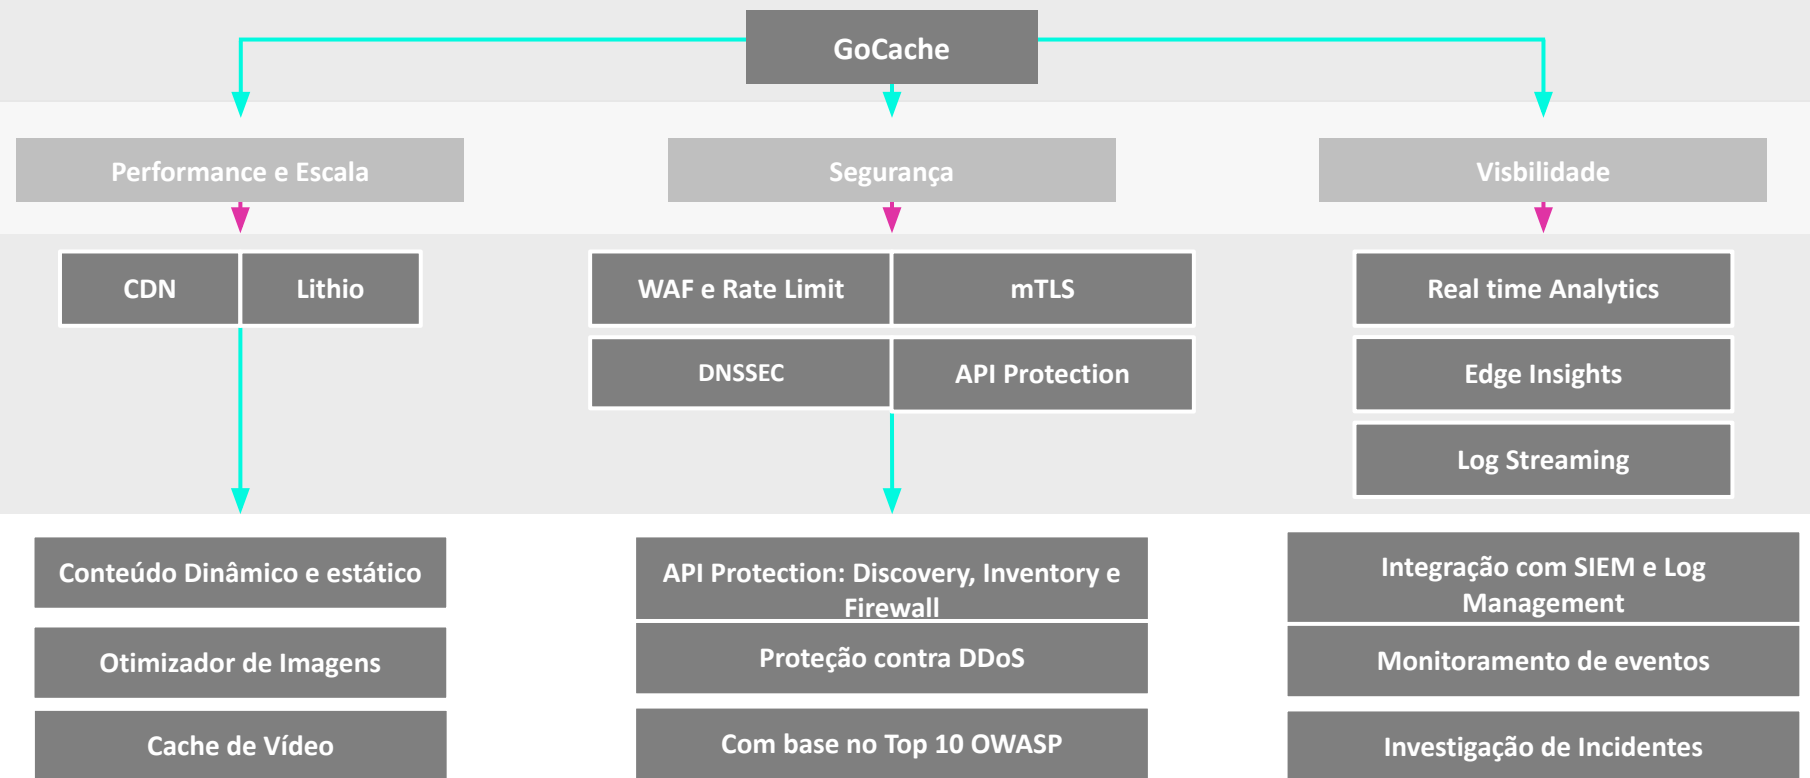 GoCache
Performance e Escala
Segurança
Visbilidade
CDN
Lithio
WAF e Rate Limit
mTLS
Real time Analytics
DNSSEC
API Protection
Edge Insights
Log Streaming
Conteúdo Dinâmico e estático
API Protection: Discovery, Inventory e
Firewall
Integração com SIEM e Log
Management
Otimizador de Imagens
Proteção contra DDoS
Monitoramento de eventos
Cache de Vídeo
Com base no Top 10 OWASP
Investigação de Incidentes